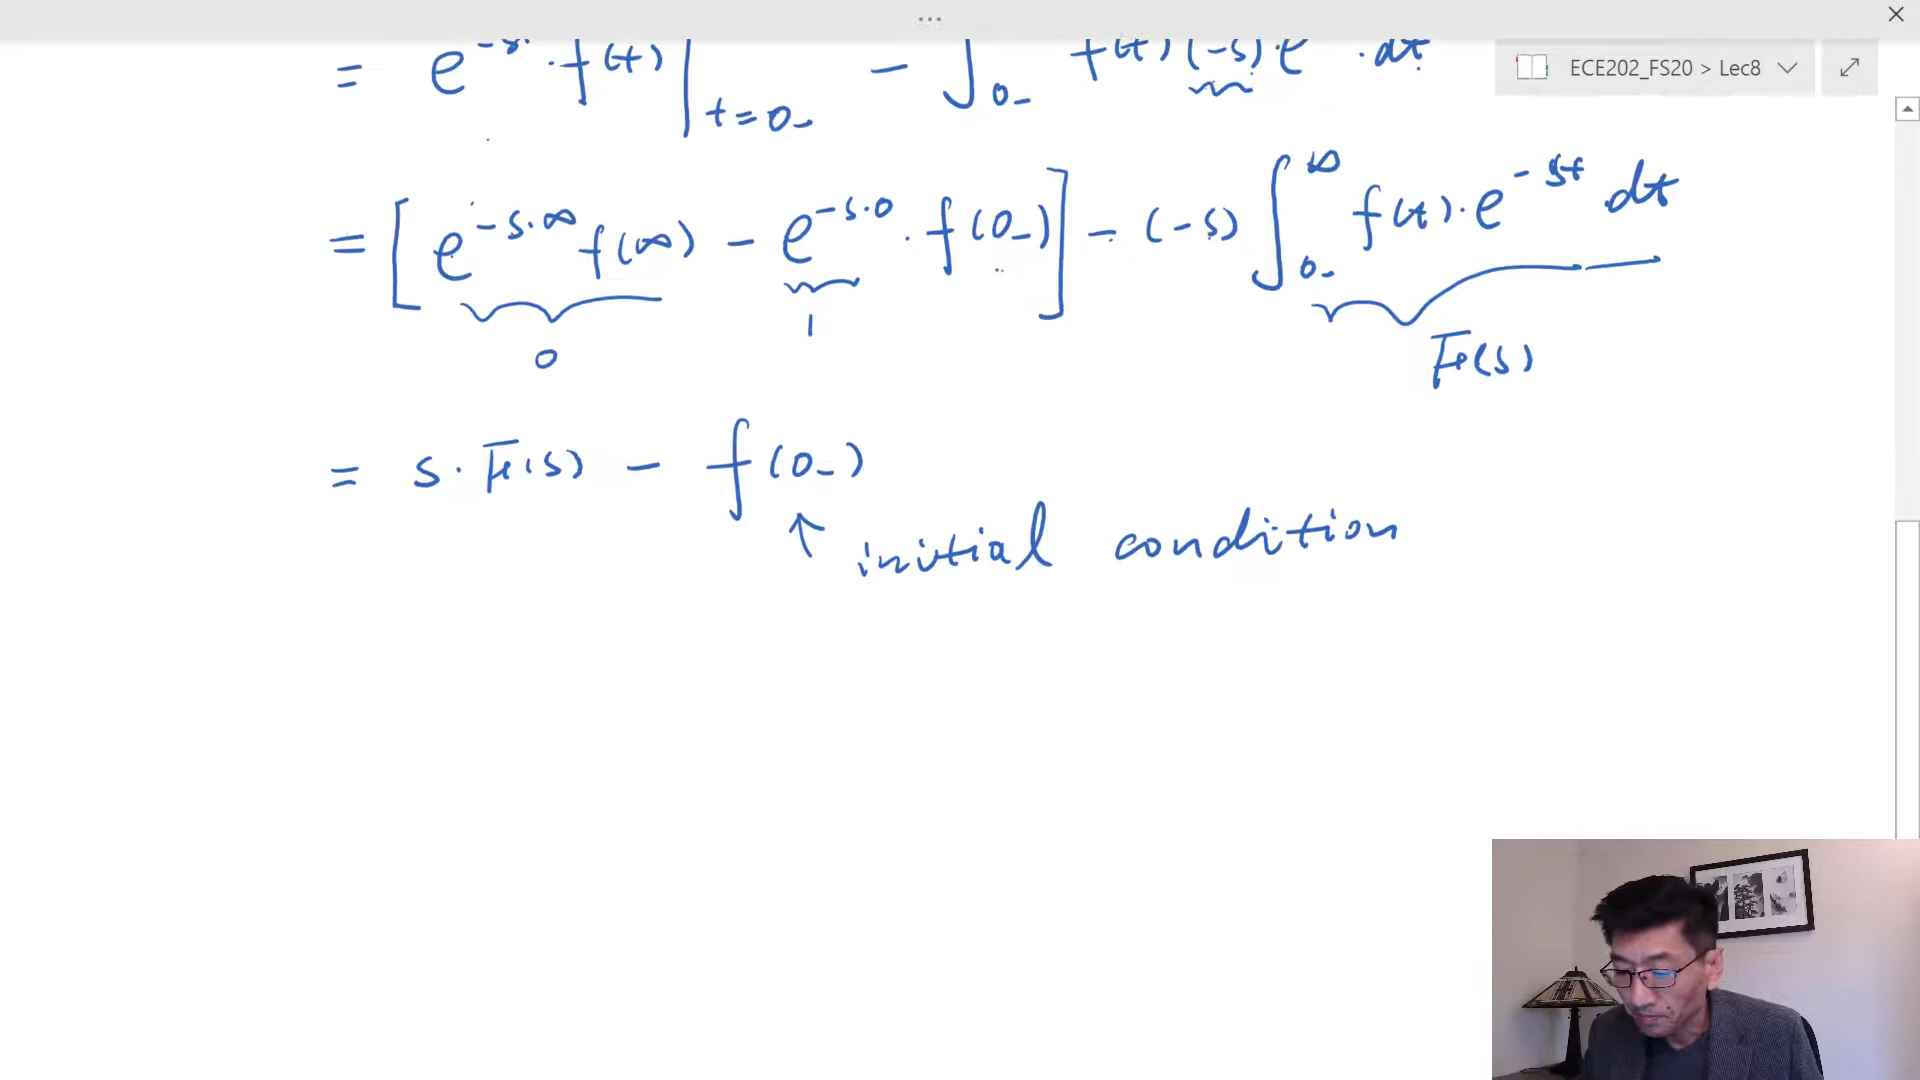 ...
ECE202_FS20 > Lec8
= e^{-s.} · f(t) |_{t=0-} - ∫_{0-} f(t) (-s) · e · dt
= [ e^{-s·∞} f(∞) - e^{-s·0} · f(0-) ] - (-s) ∫_{0-}^{∞} f(t) · e^{-st} dt
0
1
F(s)
= s · F(s) - f(0-)
↑ initial condition